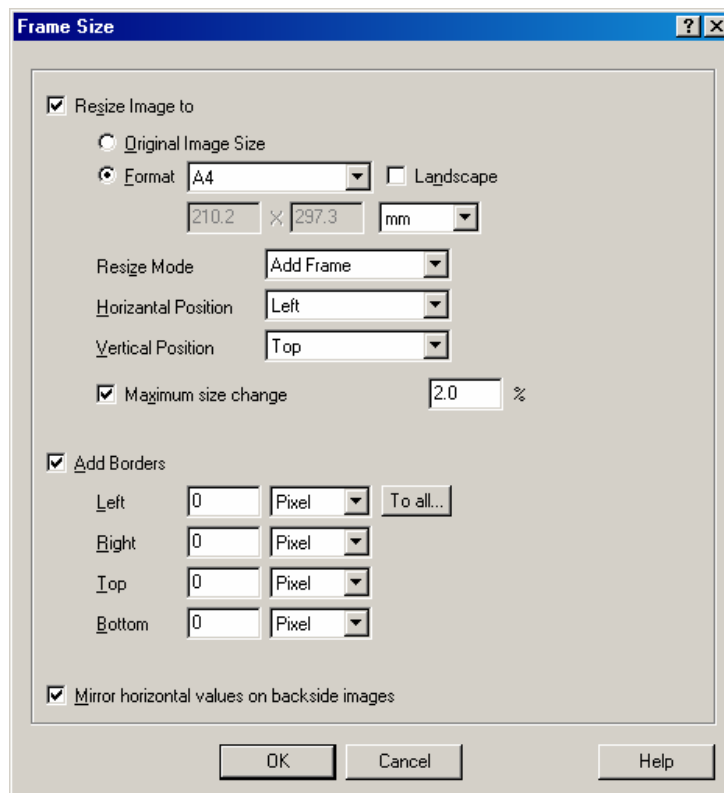 Frame Size
Resize Image to
Original Image Size
Format A4 Landscape
210.2 X 297.3 mm
Resize Mode Add Frame
Horizantal Position Left
Vertical Position Top
Maximum size change 2.0 %
Add Borders
Left 0 Pixel To all...
Right 0 Pixel
Top 0 Pixel
Bottom 0 Pixel
Mirror horizontal values on backside images
OK Cancel Help